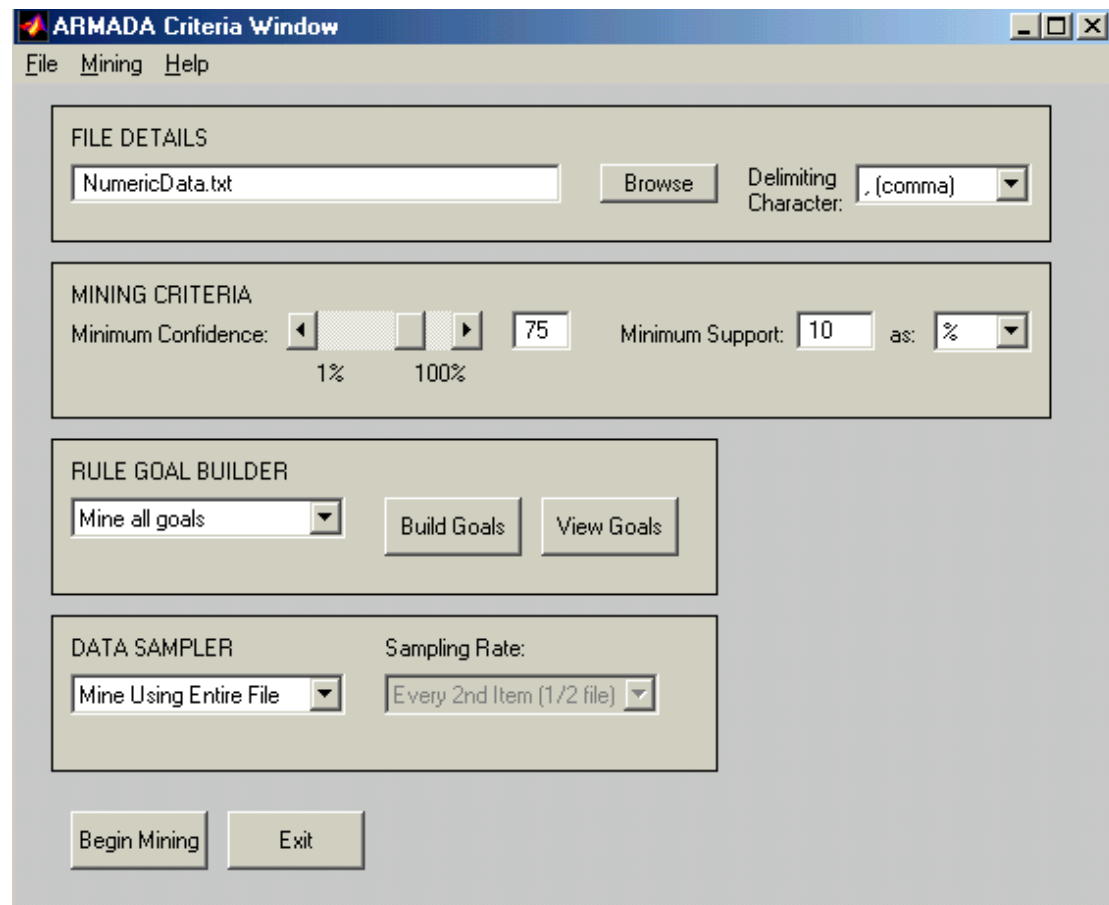 ARMADA Criteria Window
File Mining Help
FILE DETAILS
NumericData.txt
Browse
Delimiting
Character:
, (comma)
MINING CRITERIA
Minimum Confidence:
75
Minimum Support:
10
as:
%
1% 100%
RULE GOAL BUILDER
Mine all goals
Build Goals
View Goals
DATA SAMPLER
Sampling Rate:
Mine Using Entire File
Every 2nd Item (1/2 file)
Begin Mining
Exit